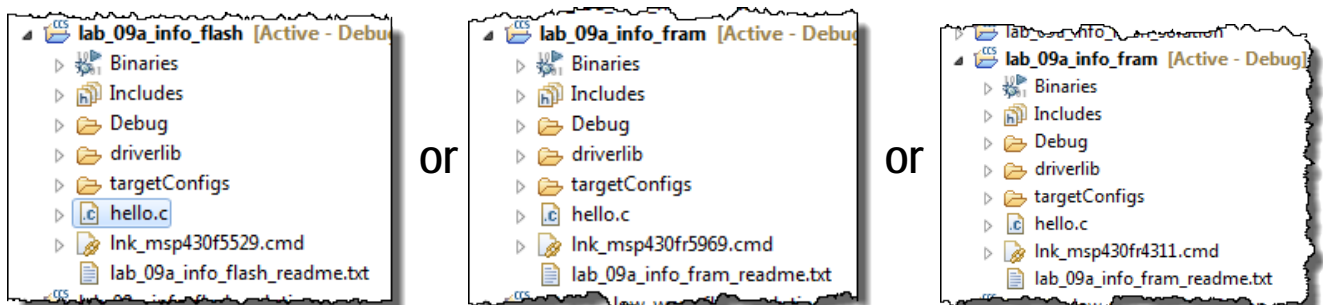 lab_09a_info_flash [Active - Debug
Binaries
Includes
Debug
driverlib
targetConfigs
hello.c
lnk_msp430f5529.cmd
lab_09a_info_flash_readme.txt
or
lab_09a_info_fram [Active - Debug
Binaries
Includes
Debug
driverlib
targetConfigs
hello.c
lnk_msp430fr5969.cmd
lab_09a_info_fram_readme.txt
or
lab_09a_info_fram [Active - Debug]
Binaries
Includes
Debug
driverlib
targetConfigs
hello.c
lnk_msp430fr4311.cmd
lab_09a_info_fram_readme.txt